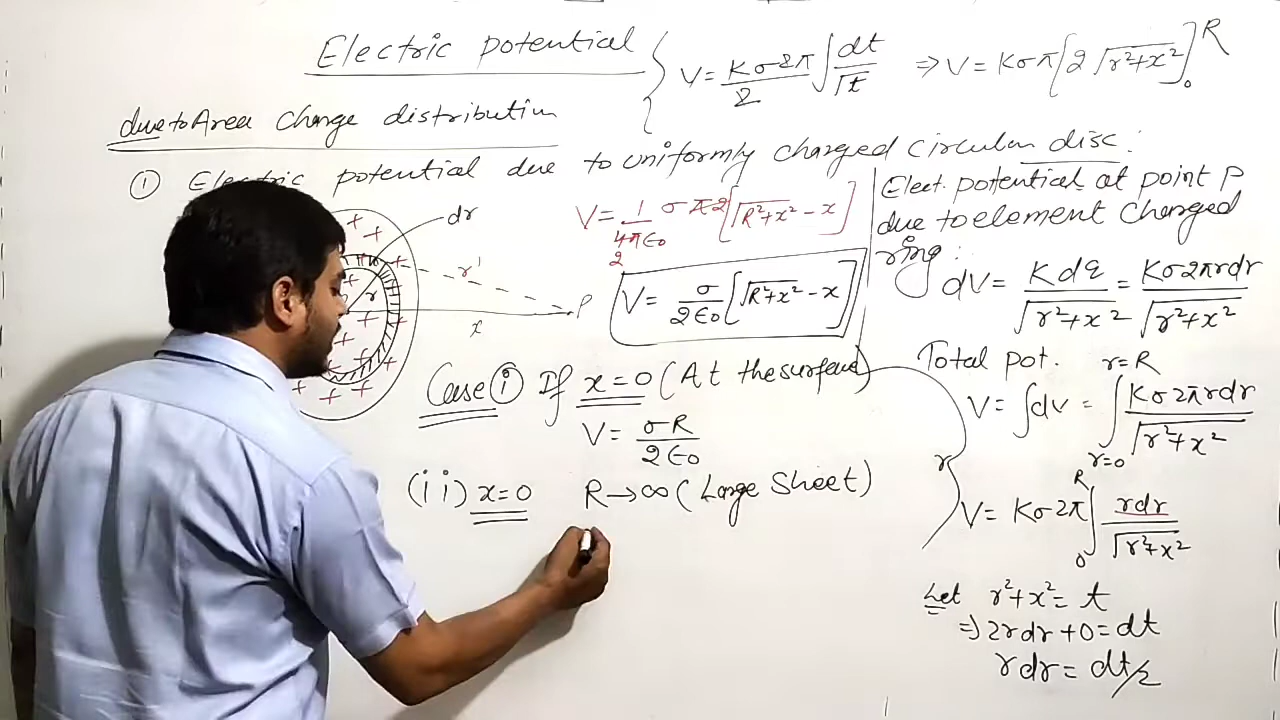 Electric potential
due to Area charge distribution
V = Kσ2π/2 ∫ dt/√t ⇒ V = Kσπ[2√r²+x²]₀ᴿ
① Electric potential due to uniformly charged circular disc :
dr
r'
r
x
P
V = 1/4πε₀ σπ2[√R²+x² - x]
2
V = σ/2ε₀ [√R²+x² - x]
Case (i) If x=0 (At the surface)
V = σR/2ε₀
(ii) x=0 R→∞ (Large Sheet)
Elect. potential at point P
due to element charged
ring :
dV = Kdq/√r²+x² = Kσ2πrdr/√r²+x²
Total pot.
V = ∫dv = ∫ Kσ2πrdr/√r²+x²
r=R
r=0
V = Kσ2π ∫₀ᴿ rdr/√r²+x²
Let r²+x² = t
⇒ 2rdr + 0 = dt
rdr = dt/2